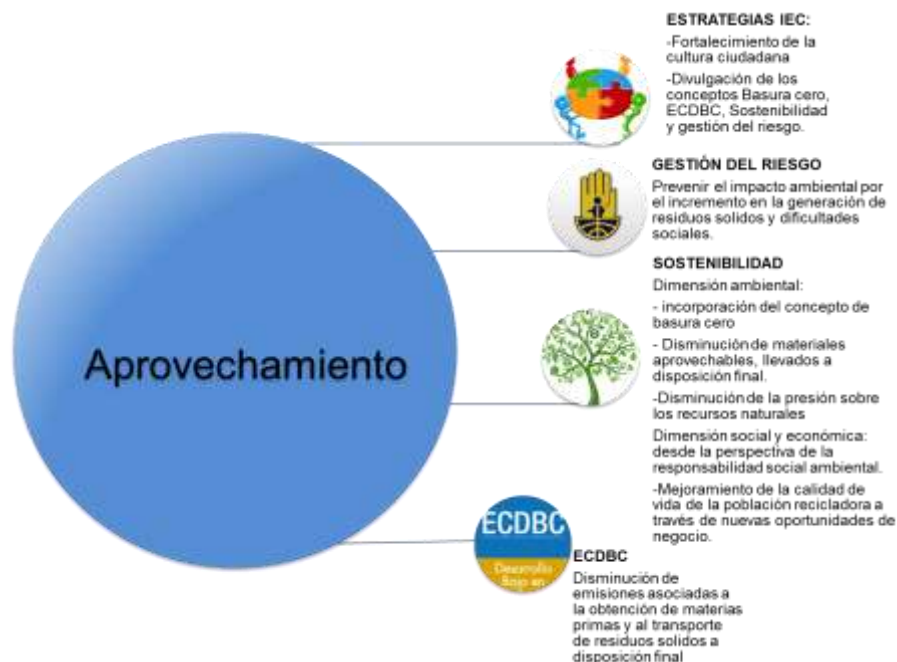 ESTRATEGIAS IEC:
-Fortalecimiento de la
cultura ciudadana
-Divulgación de los
conceptos Basura cero,
ECDBC, Sostenibilidad
y gestión del riesgo.
GESTIÓN DEL RIESGO
Prevenir el impacto ambiental por
el incremento en la generación de
residuos solidos y dificultades
sociales.
SOSTENIBILIDAD
Dimensión ambiental:
- incorporación del concepto de
basura cero
- Disminución de materiales
aprovechables, llevados a
disposición final.
-Disminución de la presión sobre
los recursos naturales
Dimensión social y económica:
desde la perspectiva de la
responsabilidad social ambiental.
-Mejoramiento de la calidad de
vida de la población recicladora a
través de nuevas oportunidades de
negocio.
Aprovechamiento
ECDBC
Desarrollo
Bajo en
ECDBC
Disminución de
emisiones asociadas a
la obtención de materias
primas y al transporte
de residuos solidos a
disposición final